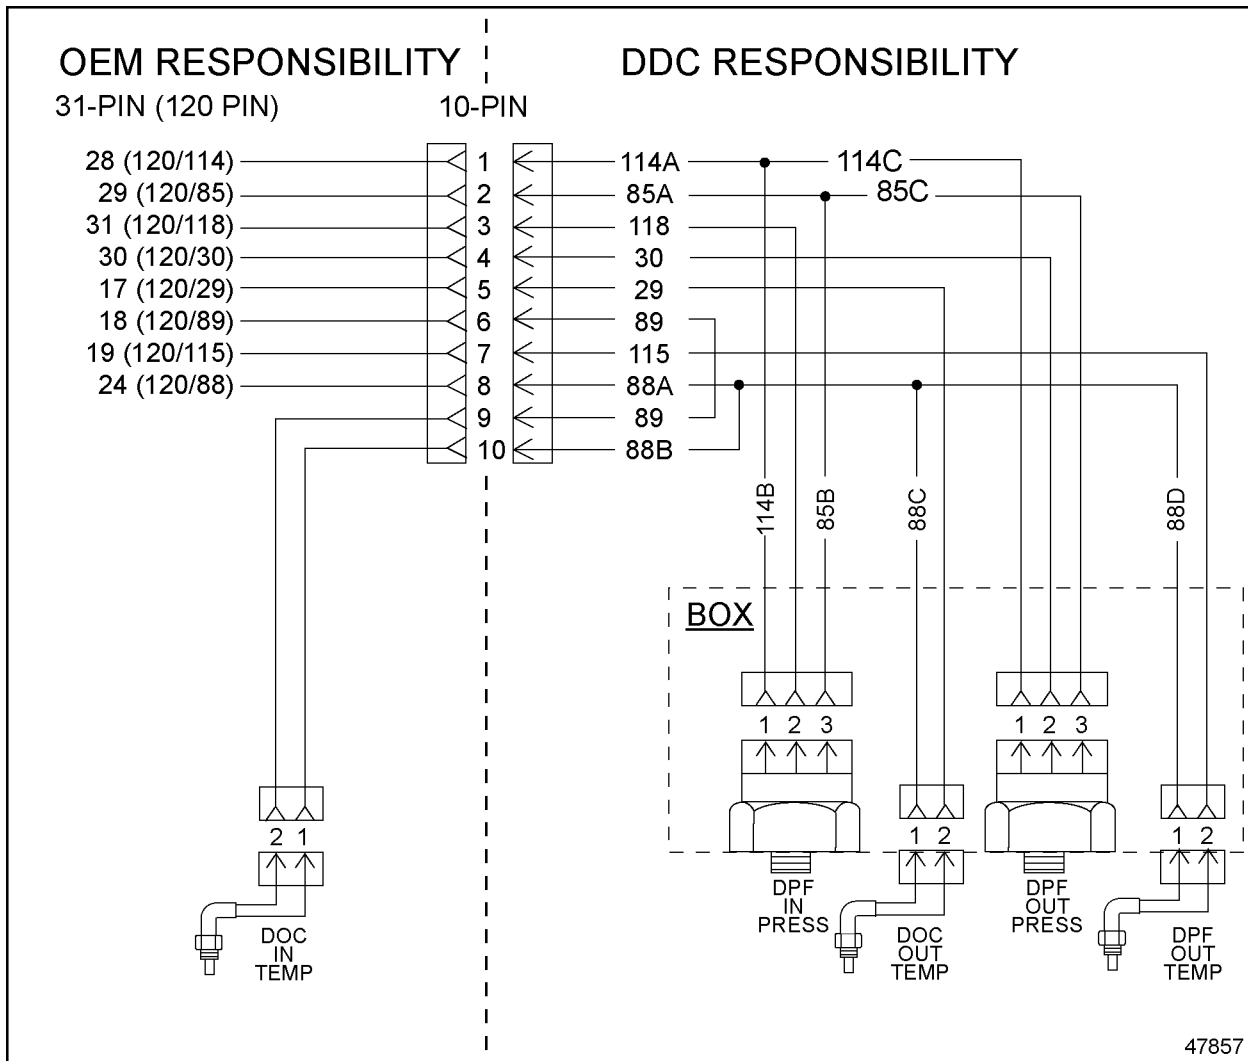 OEM RESPONSIBILITY
DDC RESPONSIBILITY
31-PIN (120 PIN)
10-PIN
28 (120/114) 1 114A 114C
29 (120/85) 2 85A 85C
31 (120/118) 3 118
30 (120/30) 4 30
17 (120/29) 5 29
18 (120/89) 6 89
19 (120/115) 7 115
24 (120/88) 8 88A
9 89
10 88B
114B
85B
88C
88D
BOX
1 2 3
1 2 3
2 1
1 2
1 2
DPF
IN
PRESS
DPF
OUT
PRESS
DOC
IN
TEMP
DOC
OUT
TEMP
DPF
OUT
TEMP
47857